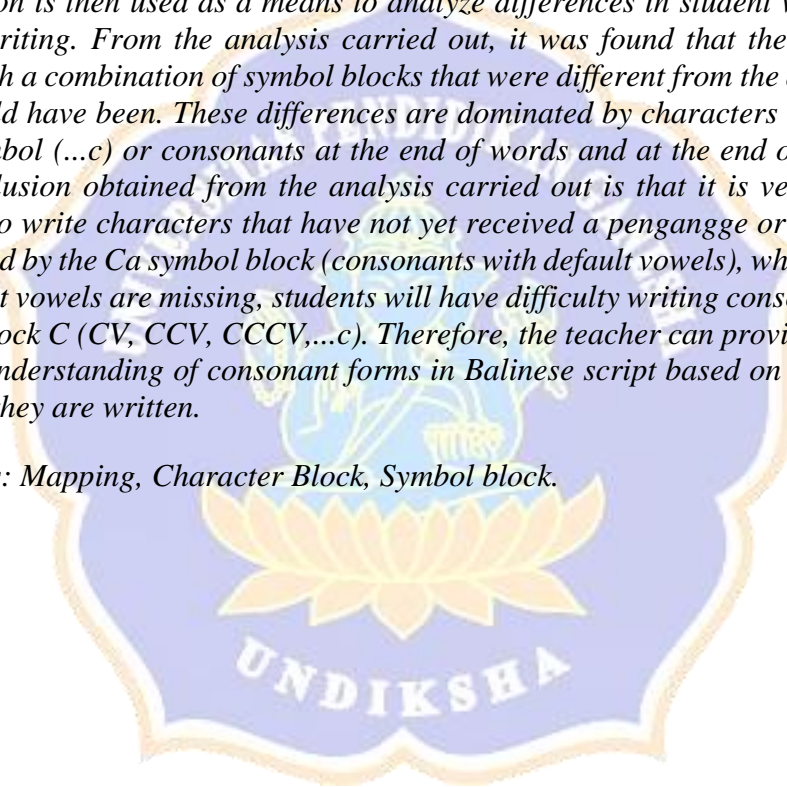 on is then used as a means to analyze differences in student
riting. From the analysis carried out, it was found that the
h a combination of symbol blocks that were different from the
ld have been. These differences are dominated by characters
bol (...c) or consonants at the end of words and at the end o
lusion obtained from the analysis carried out is that it is ve
o write characters that have not yet received a pengangge or
d by the Ca symbol block (consonants with default vowels), wh
t vowels are missing, students will have difficulty writing cons
ock C (CV, CCV, CCCV,...c). Therefore, the teacher can provi
nderstanding of consonant forms in Balinese script based on
they are written.
: Mapping, Character Block, Symbol block.
UNIVERSITAS PENDIDIKAN GANESHA
UNDIKSHA